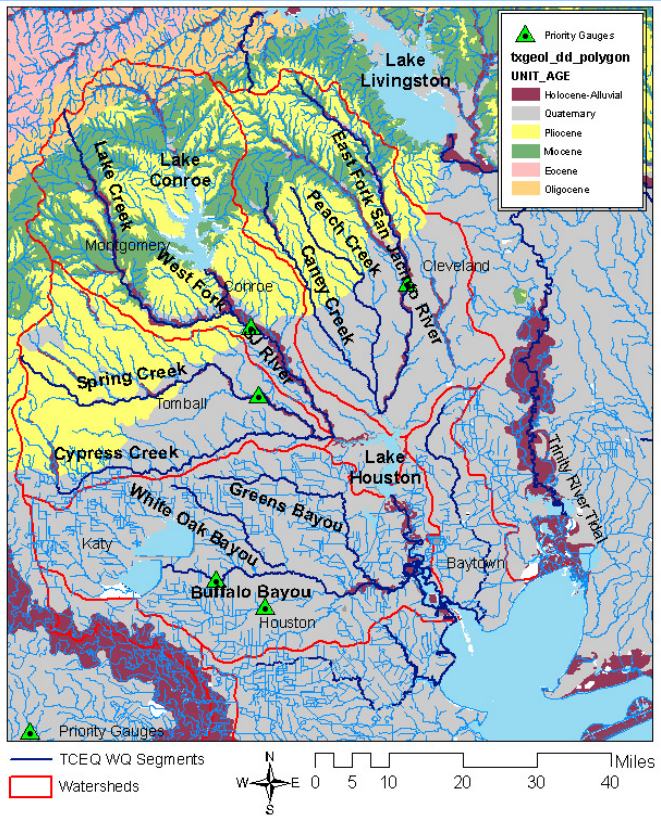 Priority Gauges
txgeol_dd_polygon
UNIT_AGE
Holocene-Alluvial
Quaternary
Pliocene
Miocene
Eocene
Oligocene
Lake
Livingston
Lake
Conroe
Lake Creek
East Fork San Jacinto River
Peach Creek
Caney Creek
Montgomery
West Fork
Conroe
Cleveland
SJ River
Spring Creek
Tomball
Cypress Creek
Lake
Houston
Trinity River Tidal
Greens Bayou
White Oak Bayou
Katy
Baytown
Buffalo Bayou
Houston
Priority Gauges
TCEQ WQ Segments
Watersheds
N
W E
S
Miles
0 5 10 20 30 40